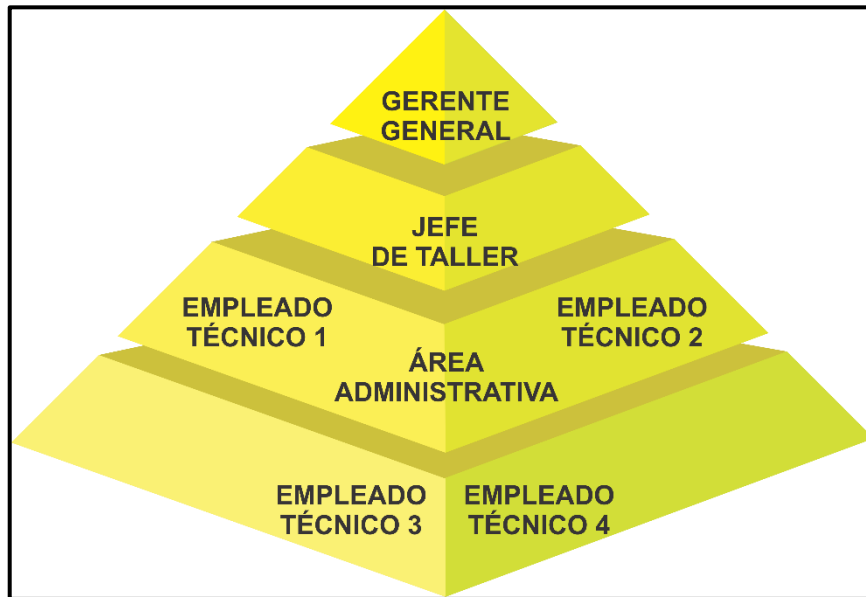 GERENTE
GENERAL
JEFE
DE TALLER
EMPLEADO
TÉCNICO 1
EMPLEADO
TÉCNICO 2
ÁREA
ADMINISTRATIVA
EMPLEADO
TÉCNICO 3
EMPLEADO
TÉCNICO 4